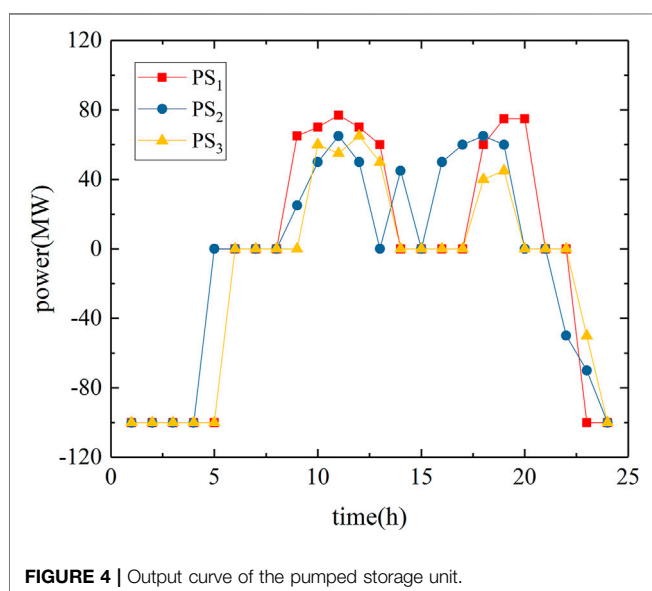 120
80
40
0
-40
-80
-120
power(MW)
PS1
PS2
PS3
0
5
10
15
20
25
time(h)
FIGURE 4 | Output curve of the pumped storage unit.